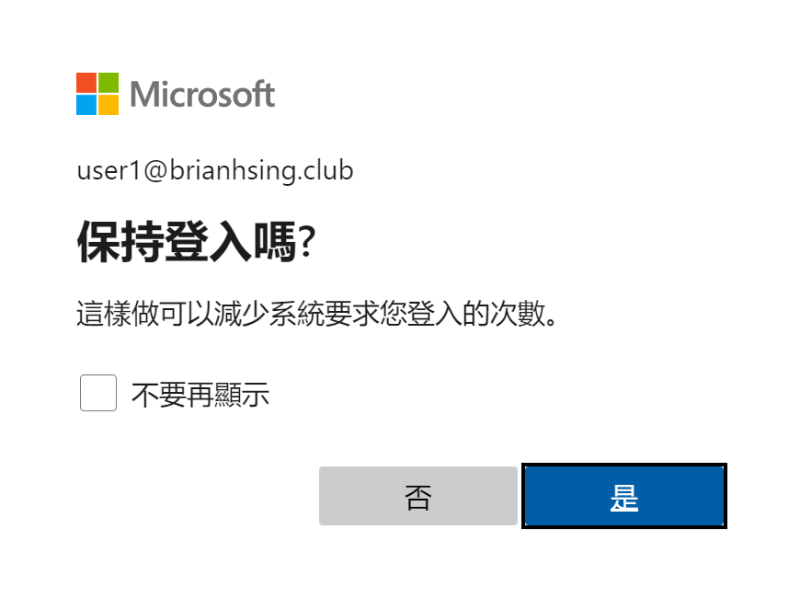 Microsoft
user1@brianhsing.club
保持登入嗎?
這樣做可以減少系統要求您登入的次數。
不要再顯示
否
是